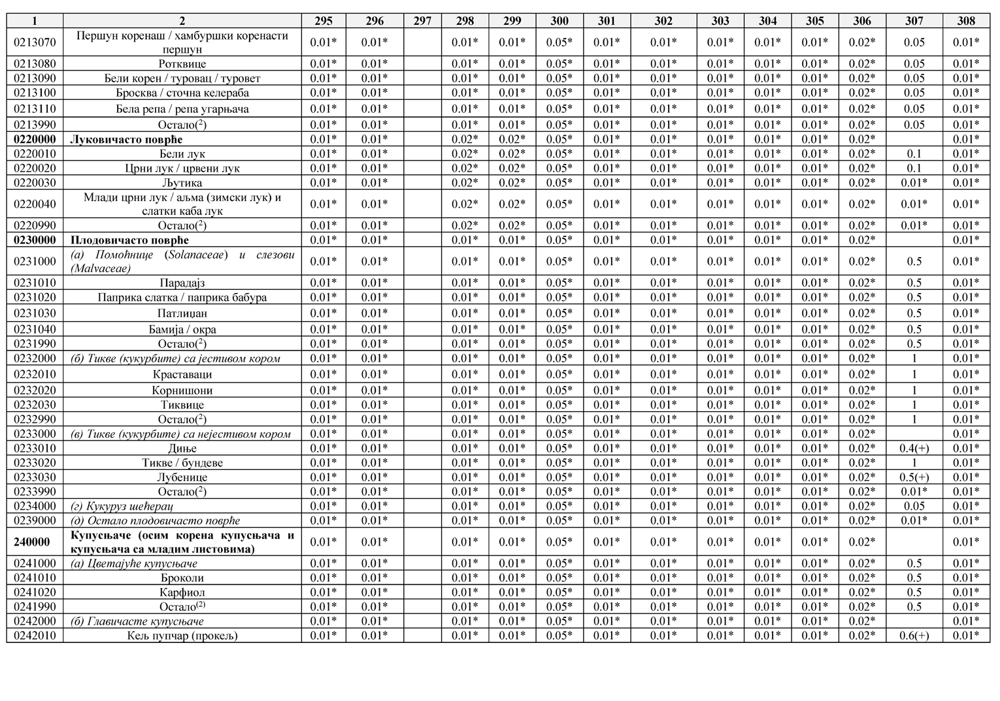 1 2 295 296 297 298 299 300 301 302 303 304 305 306 307 308
0213070 Першун коренаш / хамбуршки коренасти
першун 0.01* 0.01* 0.01* 0.01* 0.05* 0.01* 0.01* 0.01* 0.01* 0.01* 0.02* 0.05 0.01*
0213080 Ротквице 0.01* 0.01* 0.01* 0.01* 0.05* 0.01* 0.01* 0.01* 0.01* 0.01* 0.02* 0.05 0.01*
0213090 Бели корен / туровац / туровет 0.01* 0.01* 0.01* 0.01* 0.05* 0.01* 0.01* 0.01* 0.01* 0.01* 0.02* 0.05 0.01*
0213100 Бросква / сточна келераба 0.01* 0.01* 0.01* 0.01* 0.05* 0.01* 0.01* 0.01* 0.01* 0.01* 0.02* 0.05 0.01*
0213110 Бела репа / репа угарњача 0.01* 0.01* 0.01* 0.01* 0.05* 0.01* 0.01* 0.01* 0.01* 0.01* 0.02* 0.05 0.01*
0213990 Остало(2) 0.01* 0.01* 0.01* 0.01* 0.05* 0.01* 0.01* 0.01* 0.01* 0.01* 0.02* 0.05 0.01*
0220000 Луковичасто поврће 0.01* 0.01* 0.02* 0.02* 0.05* 0.01* 0.01* 0.01* 0.01* 0.01* 0.02* 0.01*
0220010 Бели лук 0.01* 0.01* 0.02* 0.02* 0.05* 0.01* 0.01* 0.01* 0.01* 0.01* 0.02* 0.1 0.01*
0220020 Црни лук / црвени лук 0.01* 0.01* 0.02* 0.02* 0.05* 0.01* 0.01* 0.01* 0.01* 0.01* 0.02* 0.1 0.01*
0220030 Љутика 0.01* 0.01* 0.02* 0.02* 0.05* 0.01* 0.01* 0.01* 0.01* 0.01* 0.02* 0.01* 0.01*
0220040 Млади црни лук / аљма (зимски лук) и
слатки каба лук 0.01* 0.01* 0.02* 0.02* 0.05* 0.01* 0.01* 0.01* 0.01* 0.01* 0.02* 0.01* 0.01*
0220990 Остало(2) 0.01* 0.01* 0.02* 0.02* 0.05* 0.01* 0.01* 0.01* 0.01* 0.01* 0.02* 0.01* 0.01*
0230000 Плодовичасто поврће 0.01* 0.01* 0.01* 0.01* 0.05* 0.01* 0.01* 0.01* 0.01* 0.01* 0.02* 0.01*
0231000 (а) Помоћнице (Solanaceae) и слезови
(Malvaceae) 0.01* 0.01* 0.01* 0.01* 0.05* 0.01* 0.01* 0.01* 0.01* 0.01* 0.02* 0.5 0.01*
0231010 Парадајз 0.01* 0.01* 0.01* 0.01* 0.05* 0.01* 0.01* 0.01* 0.01* 0.01* 0.02* 0.5 0.01*
0231020 Паприка слатка / паприка бабура 0.01* 0.01* 0.01* 0.01* 0.05* 0.01* 0.01* 0.01* 0.01* 0.01* 0.02* 0.5 0.01*
0231030 Патлиџан 0.01* 0.01* 0.01* 0.01* 0.05* 0.01* 0.01* 0.01* 0.01* 0.01* 0.02* 0.5 0.01*
0231040 Бамија / окра 0.01* 0.01* 0.01* 0.01* 0.05* 0.01* 0.01* 0.01* 0.01* 0.01* 0.02* 0.5 0.01*
0231990 Остало(2) 0.01* 0.01* 0.01* 0.01* 0.05* 0.01* 0.01* 0.01* 0.01* 0.01* 0.02* 0.5 0.01*
0232000 (б) Тикве (кукурбите) са јестивом кором 0.01* 0.01* 0.01* 0.01* 0.05* 0.01* 0.01* 0.01* 0.01* 0.01* 0.02* 1 0.01*
0232010 Краставаци 0.01* 0.01* 0.01* 0.01* 0.05* 0.01* 0.01* 0.01* 0.01* 0.01* 0.02* 1 0.01*
0232020 Корнишони 0.01* 0.01* 0.01* 0.01* 0.05* 0.01* 0.01* 0.01* 0.01* 0.01* 0.02* 1 0.01*
0232030 Тиквице 0.01* 0.01* 0.01* 0.01* 0.05* 0.01* 0.01* 0.01* 0.01* 0.01* 0.02* 1 0.01*
0232990 Остало(2) 0.01* 0.01* 0.01* 0.01* 0.05* 0.01* 0.01* 0.01* 0.01* 0.01* 0.02* 1 0.01*
0233000 (в) Тикве (кукурбите) са нејестивом кором 0.01* 0.01* 0.01* 0.01* 0.05* 0.01* 0.01* 0.01* 0.01* 0.01* 0.02* 0.01*
0233010 Диње 0.01* 0.01* 0.01* 0.01* 0.05* 0.01* 0.01* 0.01* 0.01* 0.01* 0.02* 0.4(+) 0.01*
0233020 Тикве / бундеве 0.01* 0.01* 0.01* 0.01* 0.05* 0.01* 0.01* 0.01* 0.01* 0.01* 0.02* 1 0.01*
0233030 Лубенице 0.01* 0.01* 0.01* 0.01* 0.05* 0.01* 0.01* 0.01* 0.01* 0.01* 0.02* 0.5(+) 0.01*
0233990 Остало(2) 0.01* 0.01* 0.01* 0.01* 0.05* 0.01* 0.01* 0.01* 0.01* 0.01* 0.02* 0.01* 0.01*
0234000 (г) Кукуруз шећерац 0.01* 0.01* 0.01* 0.01* 0.05* 0.01* 0.01* 0.01* 0.01* 0.01* 0.02* 0.05 0.01*
0239000 (д) Остало плодовичасто поврће 0.01* 0.01* 0.01* 0.01* 0.05* 0.01* 0.01* 0.01* 0.01* 0.01* 0.02* 0.01* 0.01*
240000 Купусњаче (осим корена купусњача и
купусњача са младим листовима) 0.01* 0.01* 0.01* 0.01* 0.05* 0.01* 0.01* 0.01* 0.01* 0.01* 0.02* 0.01*
0241000 (а) Цветајуће купусњаче 0.01* 0.01* 0.01* 0.01* 0.05* 0.01* 0.01* 0.01* 0.01* 0.01* 0.02* 0.5 0.01*
0241010 Броколи 0.01* 0.01* 0.01* 0.01* 0.05* 0.01* 0.01* 0.01* 0.01* 0.01* 0.02* 0.5 0.01*
0241020 Карфиол 0.01* 0.01* 0.01* 0.01* 0.05* 0.01* 0.01* 0.01* 0.01* 0.01* 0.02* 0.5 0.01*
0241990 Остало(2) 0.01* 0.01* 0.01* 0.01* 0.05* 0.01* 0.01* 0.01* 0.01* 0.01* 0.02* 0.5 0.01*
0242000 (б) Главичасте купусњаче 0.01* 0.01* 0.01* 0.01* 0.05* 0.01* 0.01* 0.01* 0.01* 0.01* 0.02* 0.01*
0242010 Кељ пупчар (прокељ) 0.01* 0.01* 0.01* 0.01* 0.05* 0.01* 0.01* 0.01* 0.01* 0.01* 0.02* 0.6(+) 0.01*